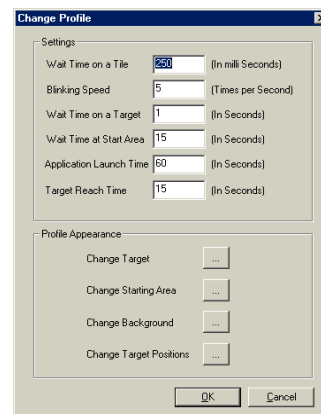 Change Profile
Settings
Wait Time on a Tile 250 (In milli Seconds)
Blinking Speed 5 (Times per Second)
Wait Time on a Target 1 (In Seconds)
Wait Time at Start Area 15 (In Seconds)
Application Launch Time 60 (In Seconds)
Target Reach Time 15 (In Seconds)
Profile Appearance
Change Target ...
Change Starting Area ...
Change Background ...
Change Target Positions ...
OK Cancel